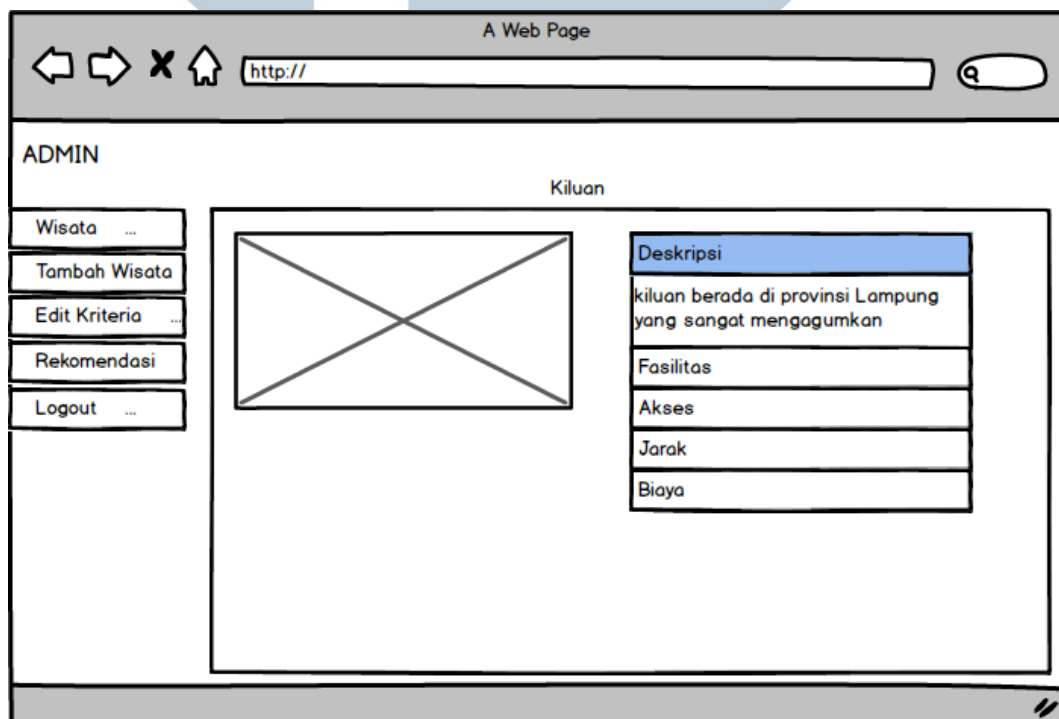 A Web Page
http://
ADMIN
Kiluan
Wisata ...
Tambah Wisata
Edit Kriteria ...
Rekomendasi
Logout ...
Deskripsi
kiluan berada di provinsi Lampung
yang sangat mengagumkan
Fasilitas
Akses
Jarak
Biaya